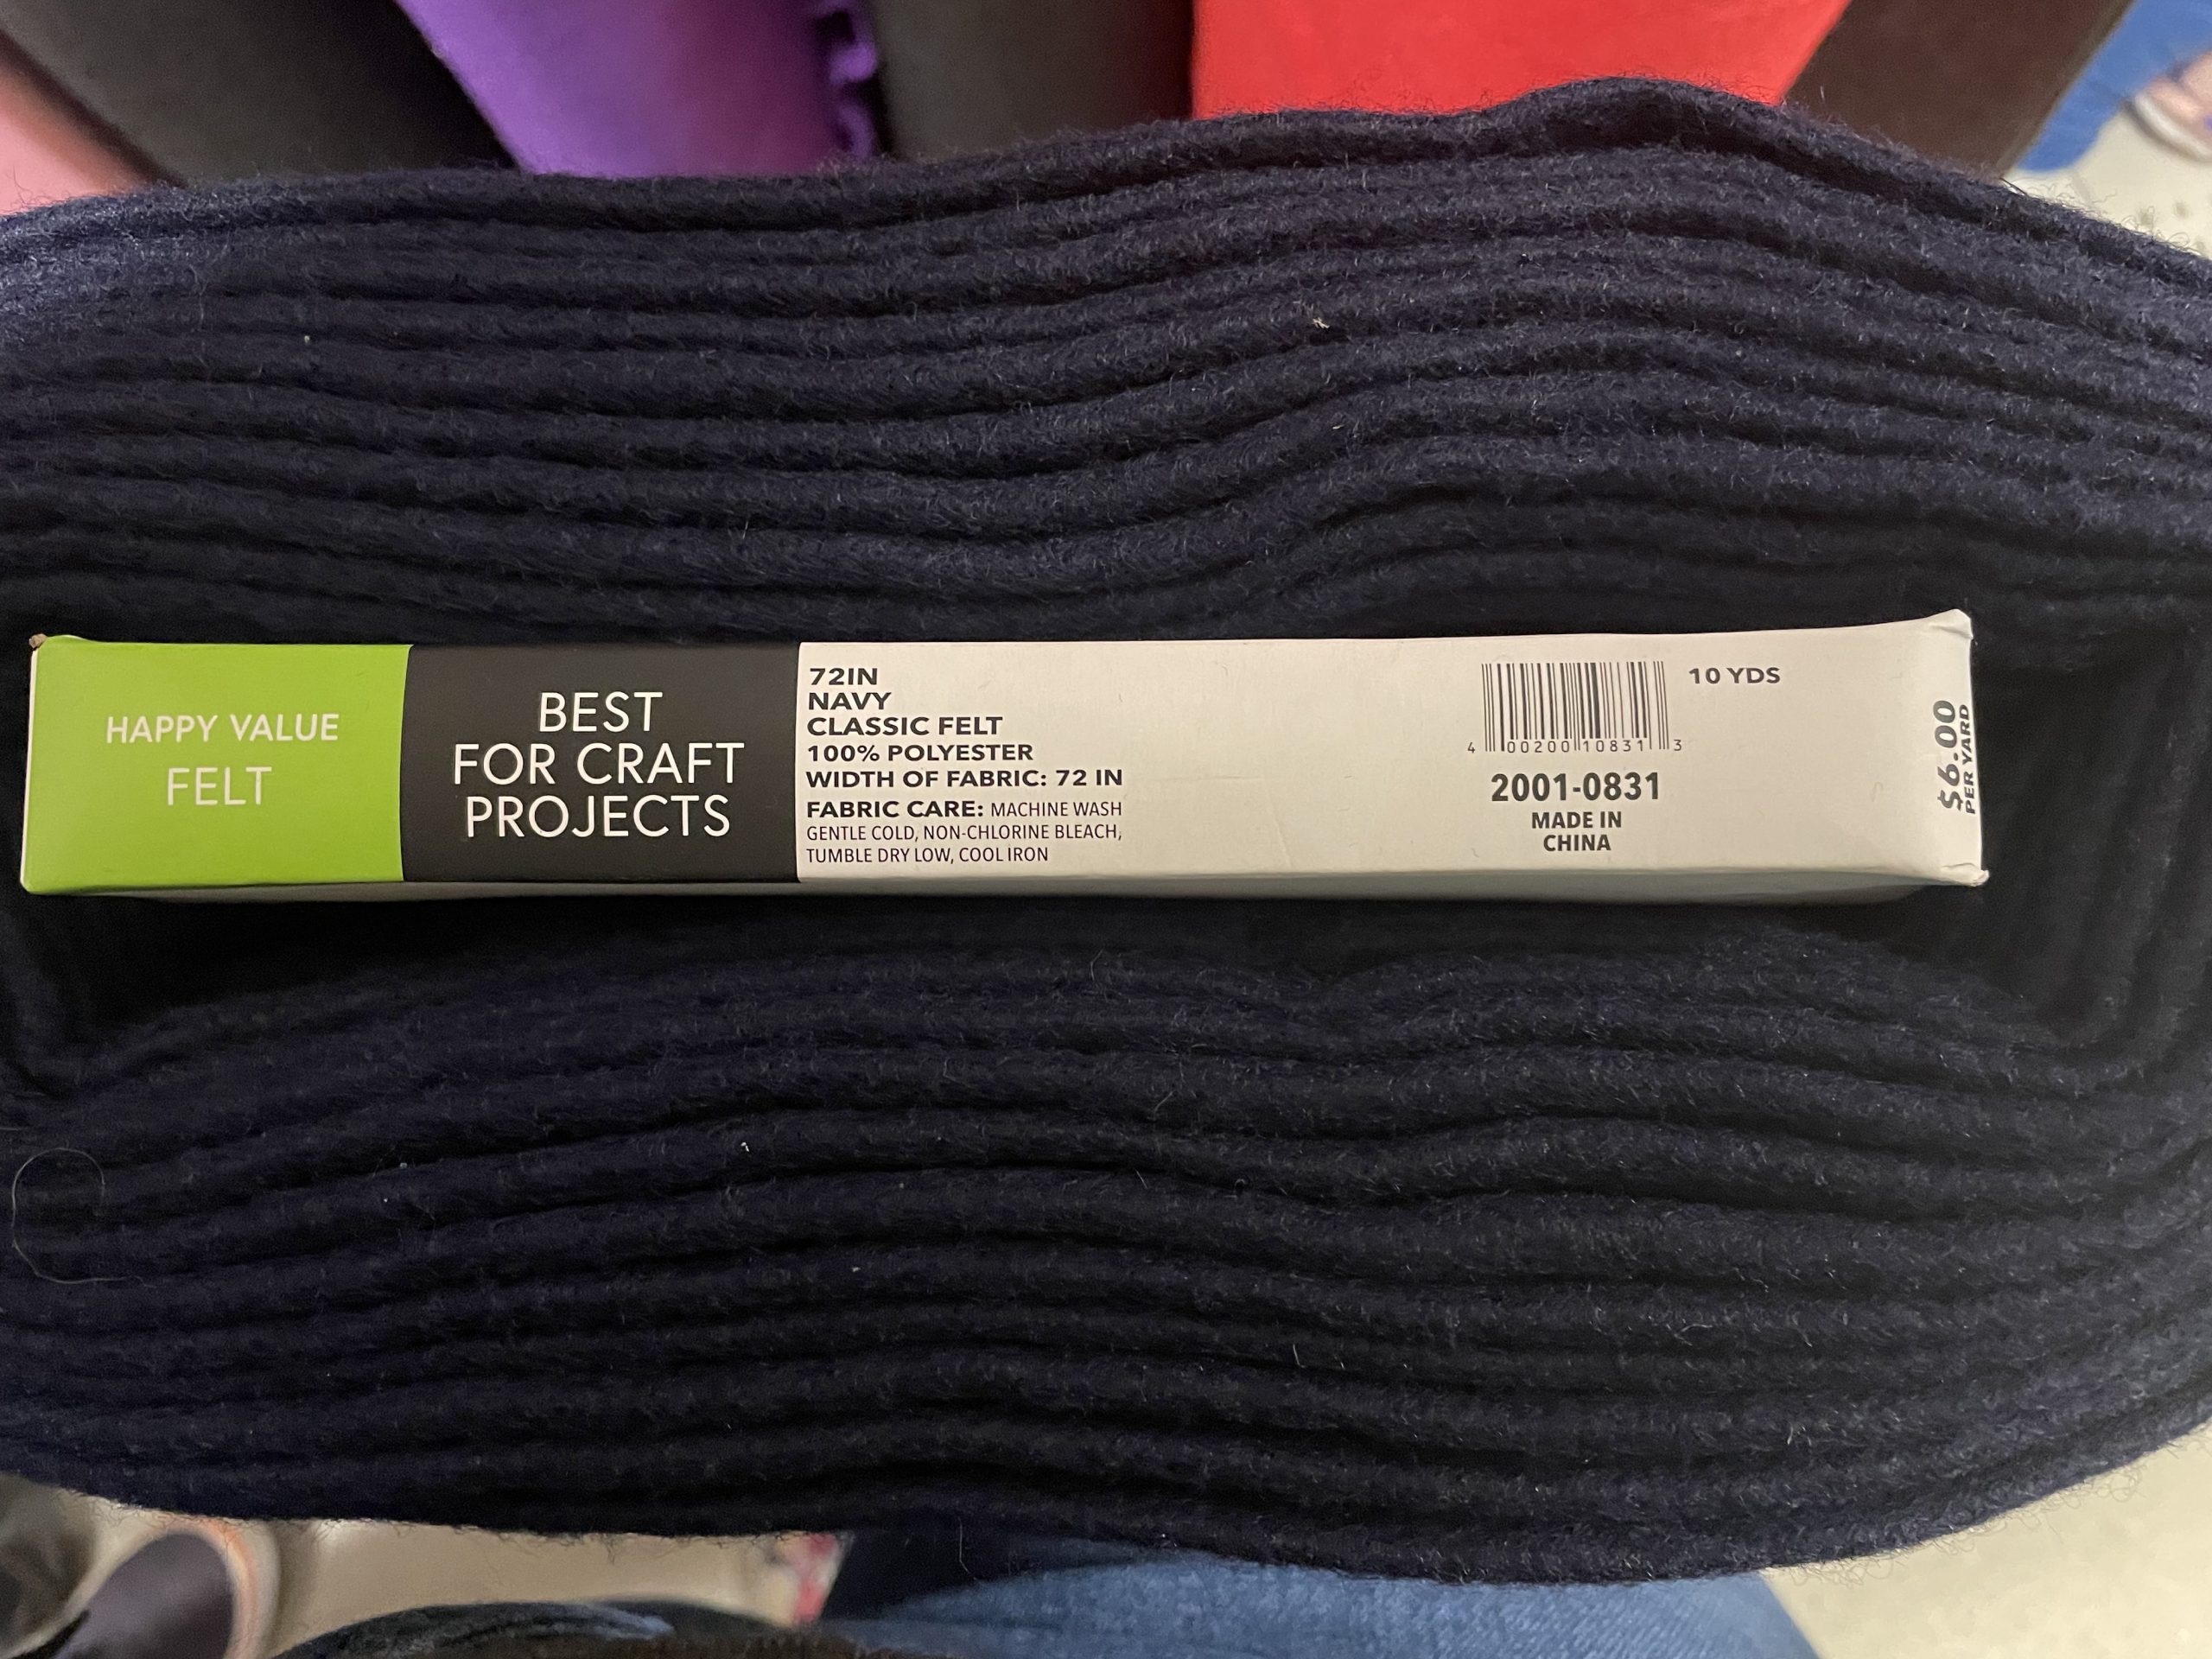 HAPPY VALUE
FELT
BEST
FOR CRAFT
PROJECTS
72IN
NAVY
CLASSIC FELT
100% POLYESTER
WIDTH OF FABRIC: 72 IN
FABRIC CARE: MACHINE WASH
GENTLE COLD, NON-CHLORINE BLEACH,
TUMBLE DRY LOW, COOL IRON
10 YDS
4 00200 10831 3
2001-0831
MADE IN
CHINA
$6.00
PER YARD